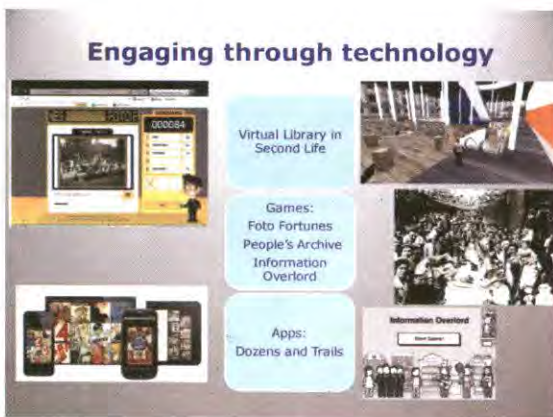 Engaging through technology
000084
Virtual Library in
Second Life
Games:
Foto Fortunes
People's Archive
Information
Overlord
Apps:
Dozens and Trails
Information Overlord